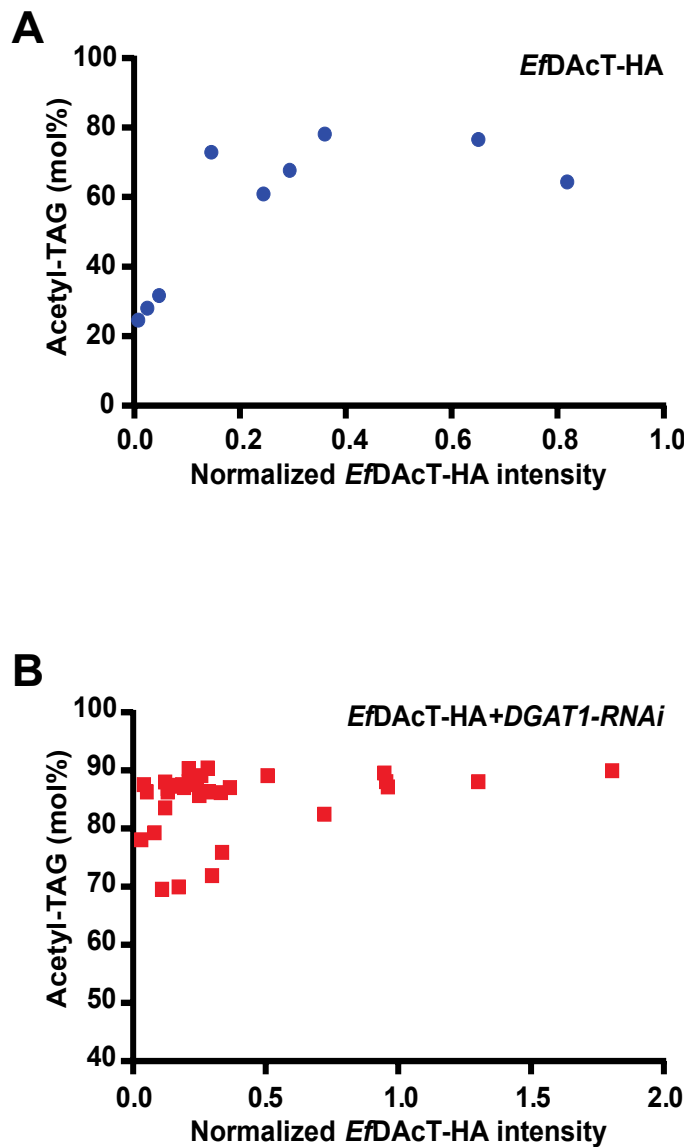 A
EfDAcT-HA
Acetyl-TAG (mol%)
100
80
60
40
20
0
0.0 0.2 0.4 0.6 0.8 1.0
Normalized EfDAcT-HA intensity
B
EfDAcT-HA+DGAT1-RNAi
Acetyl-TAG (mol%)
100
90
80
70
60
50
40
0.0 0.5 1.0 1.5 2.0
Normalized EfDAcT-HA intensity